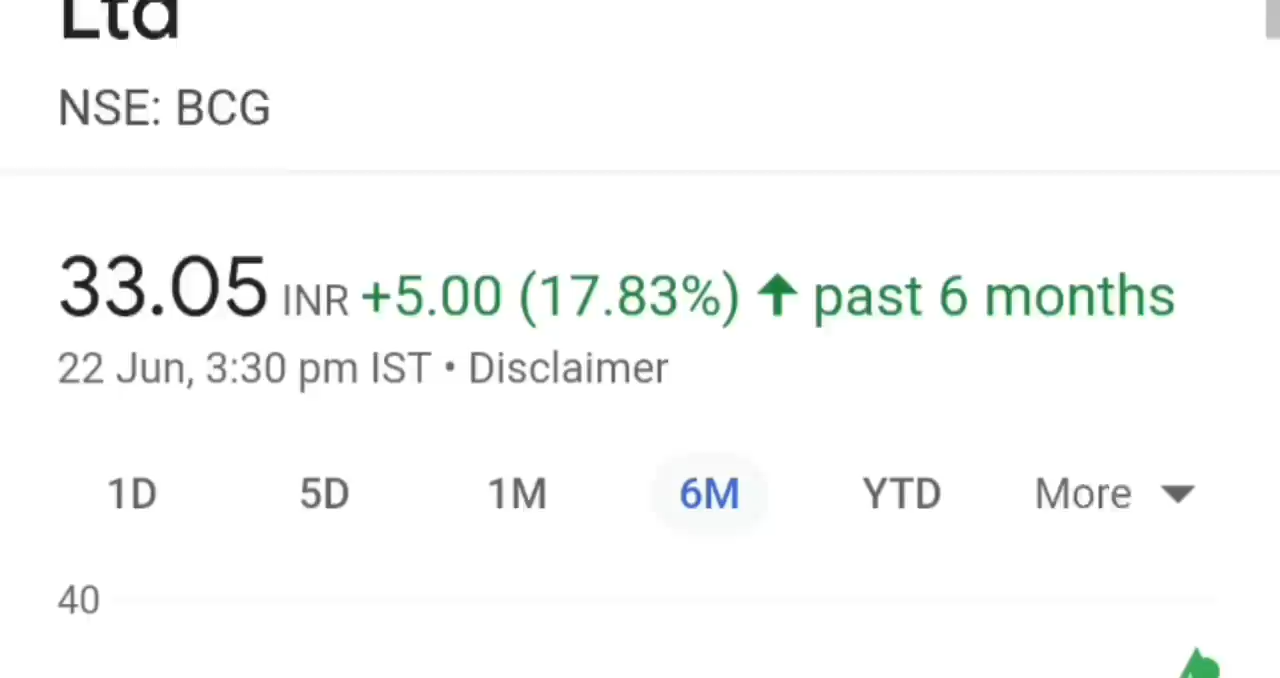 Ltd
NSE: BCG
33.05 INR +5.00 (17.83%) ↑ past 6 months
22 Jun, 3:30 pm IST • Disclaimer
1D 5D 1M 6M YTD More
40